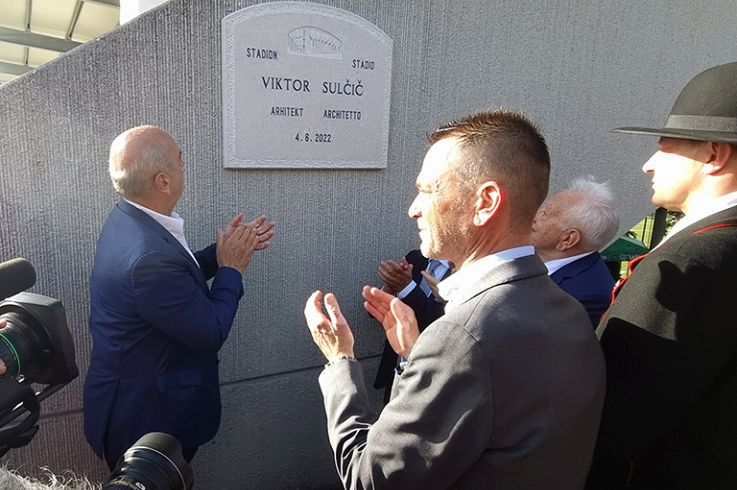 STADION STADIO
VIKTOR SULČIČ
ARHITEKT ARCHITETTO
4. 6. 2022